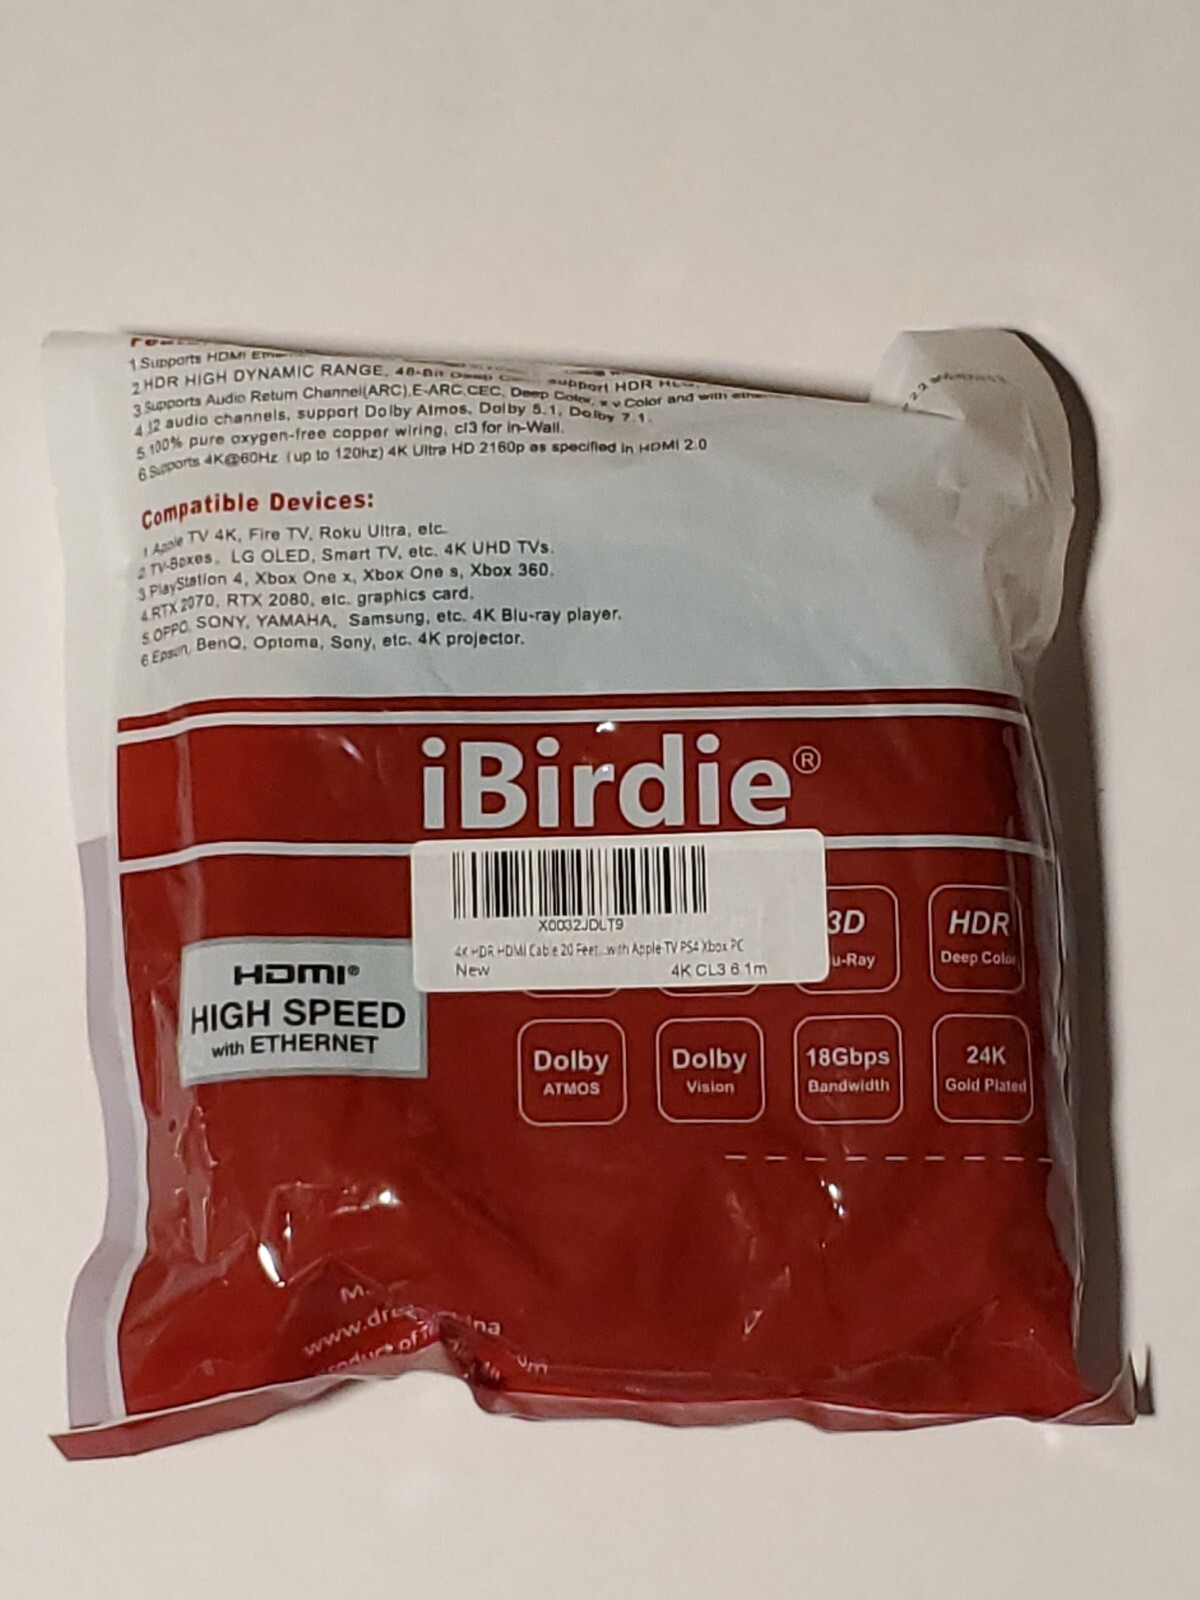 1.Supports HDMI
2.HDR HIGH DYNAMIC RANGE, 48-Bit Deep support HDR
3.Supports Audio Return Channel(ARC),E-ARC,CEC, Deep Color, x.v Color and with
4.32 audio channels, support Dolby Atmos, Dolby 5.1, Dolby 7.1.
5.100% pure oxygen-free copper wiring, cl3 for in-Wall.
6.Supports 4K@60Hz (up to 120hz) 4K Ultra HD 2160p as specified in HDMI 2.0
Compatible Devices:
1.Apple TV 4K, Fire TV, Roku Ultra, etc.
2.TV-Boxes, LG OLED, Smart TV, etc. 4K UHD TVs.
3.PlayStation 4, Xbox One x, Xbox One s, Xbox 360.
4.RTX 2070, RTX 2080, etc. graphics card.
5.OPPO, SONY, YAMAHA, Samsung, etc. 4K Blu-ray player.
6.Epson, BenQ, Optoma, Sony, etc. 4K projector.
iBirdie®
X0032JDLT9
4K HDR HDMI Cable 20 Feet...with Apple-TV PS4 Xbox PC
New 4K CL3 6.1m
3D
u-Ray
HDR
Deep Color
HDMI®
HIGH SPEED
with ETHERNET
Dolby
ATMOS
Dolby
Vision
18Gbps
Bandwidth
24K
Gold Plated